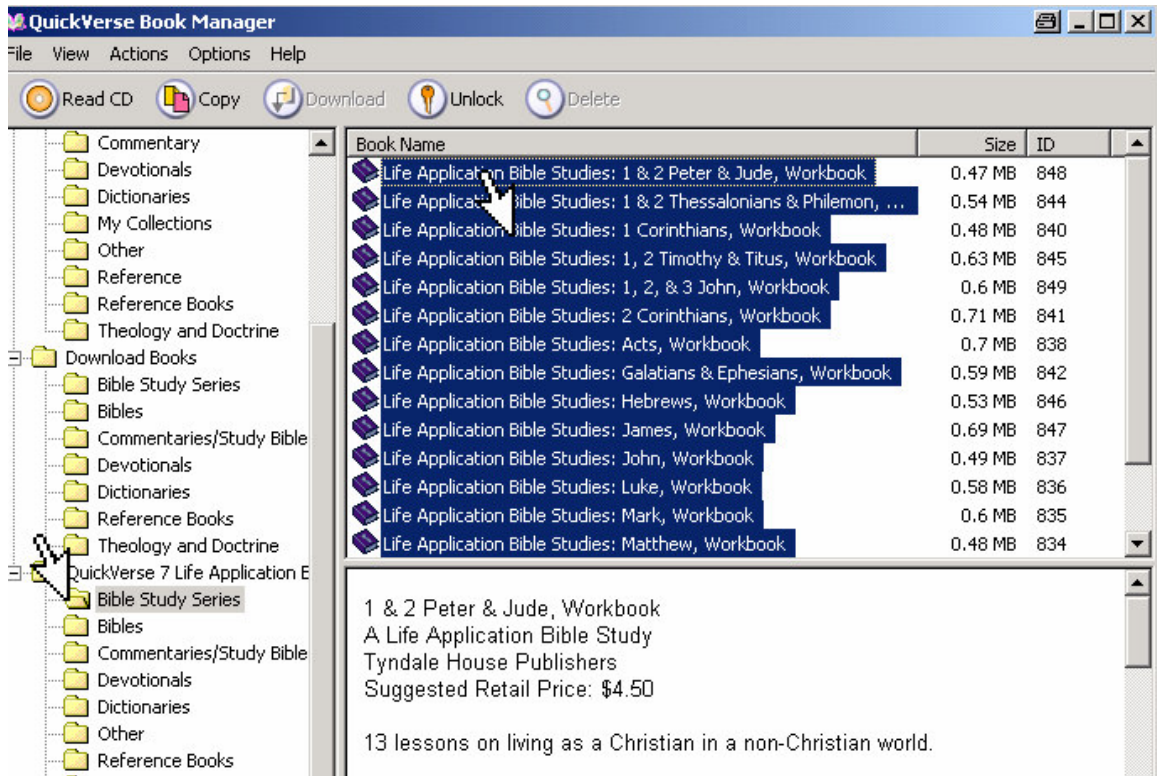 QuickVerse Book Manager
File View Actions Options Help
Read CD Copy Download Unlock Delete
Commentary
Devotionals
Dictionaries
My Collections
Other
Reference
Reference Books
Theology and Doctrine
Download Books
Bible Study Series
Bibles
Commentaries/Study Bible
Devotionals
Dictionaries
Reference Books
Theology and Doctrine
QuickVerse 7 Life Application E
Bible Study Series
Bibles
Commentaries/Study Bible
Devotionals
Dictionaries
Other
Reference Books
Book Name Size ID
Life Application Bible Studies: 1 & 2 Peter & Jude, Workbook 0.47 MB 848
Life Application Bible Studies: 1 & 2 Thessalonians & Philemon, ... 0.54 MB 844
Life Application Bible Studies: 1 Corinthians, Workbook 0.48 MB 840
Life Application Bible Studies: 1, 2 Timothy & Titus, Workbook 0.63 MB 845
Life Application Bible Studies: 1, 2, & 3 John, Workbook 0.6 MB 849
Life Application Bible Studies: 2 Corinthians, Workbook 0.71 MB 841
Life Application Bible Studies: Acts, Workbook 0.7 MB 838
Life Application Bible Studies: Galatians & Ephesians, Workbook 0.59 MB 842
Life Application Bible Studies: Hebrews, Workbook 0.53 MB 846
Life Application Bible Studies: James, Workbook 0.69 MB 847
Life Application Bible Studies: John, Workbook 0.49 MB 837
Life Application Bible Studies: Luke, Workbook 0.58 MB 836
Life Application Bible Studies: Mark, Workbook 0.6 MB 835
Life Application Bible Studies: Matthew, Workbook 0.48 MB 834
1 & 2 Peter & Jude, Workbook
A Life Application Bible Study
Tyndale House Publishers
Suggested Retail Price: $4.50
13 lessons on living as a Christian in a non-Christian world.